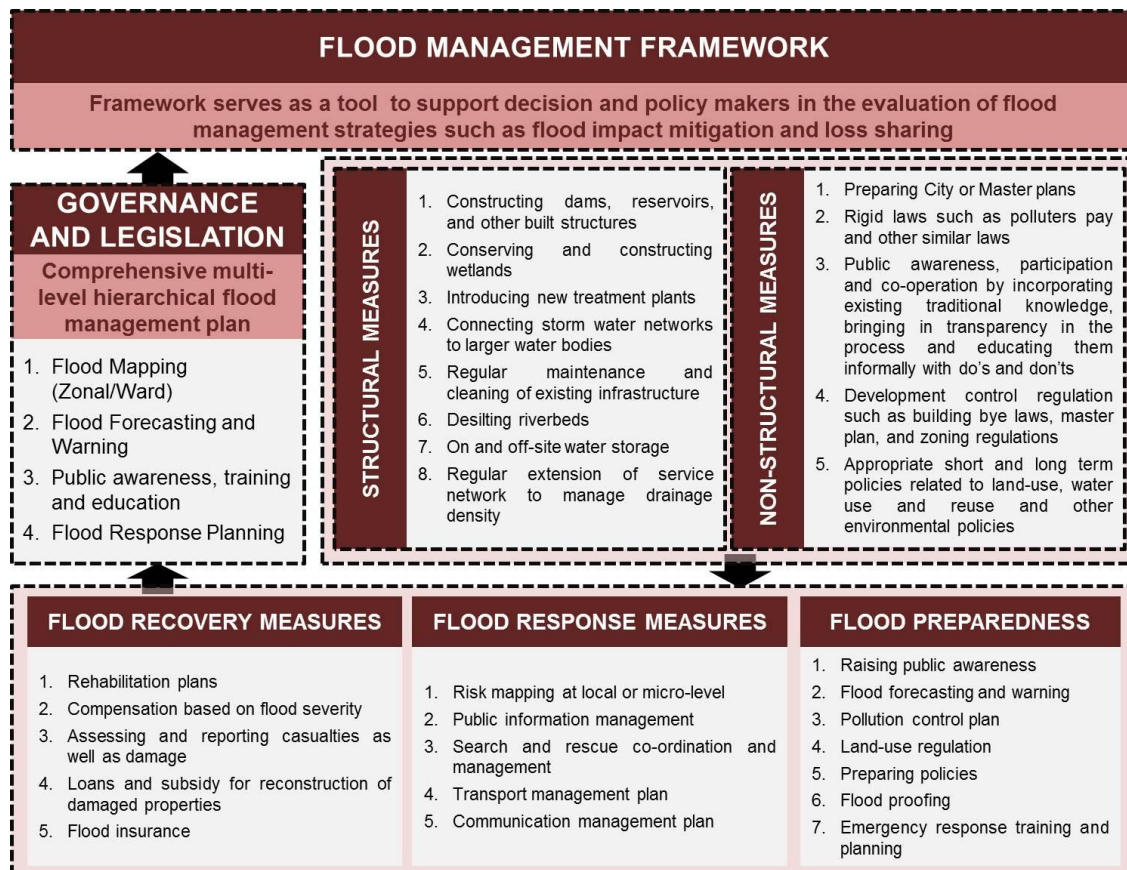 FLOOD MANAGEMENT FRAMEWORK
Framework serves as a tool to support decision and policy makers in the evaluation of flood
management strategies such as flood impact mitigation and loss sharing
GOVERNANCE
AND LEGISLATION
Comprehensive multi-
level hierarchical flood
management plan
1. Flood Mapping
(Zonal/Ward)
2. Flood Forecasting and
Warning
3. Public awareness, training
and education
4. Flood Response Planning
STRUCTURAL MEASURES
1. Constructing dams, reservoirs,
and other built structures
2. Conserving and constructing
wetlands
3. Introducing new treatment plants
4. Connecting storm water networks
to larger water bodies
5. Regular maintenance and
cleaning of existing infrastructure
6. Desilting riverbeds
7. On and off-site water storage
8. Regular extension of service
network to manage drainage
density
NON-STRUCTURAL MEASURES
1. Preparing City or Master plans
2. Rigid laws such as polluters pay
and other similar laws
3. Public awareness, participation
and co-operation by incorporating
existing traditional knowledge,
bringing in transparency in the
process and educating them
informally with do's and don'ts
4. Development control regulation
such as building bye laws, master
plan, and zoning regulations
5. Appropriate short and long term
policies related to land-use, water
use and reuse and other
environmental policies
FLOOD RECOVERY MEASURES
1. Rehabilitation plans
2. Compensation based on flood severity
3. Assessing and reporting casualties as
well as damage
4. Loans and subsidy for reconstruction of
damaged properties
5. Flood insurance
FLOOD RESPONSE MEASURES
1. Risk mapping at local or micro-level
2. Public information management
3. Search and rescue co-ordination and
management
4. Transport management plan
5. Communication management plan
FLOOD PREPAREDNESS
1. Raising public awareness
2. Flood forecasting and warning
3. Pollution control plan
4. Land-use regulation
5. Preparing policies
6. Flood proofing
7. Emergency response training and
planning